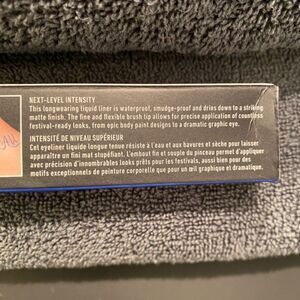 NEXT-LEVEL INTENSITY
This longwearing liquid liner is waterproof, smudge-proof and dries down to a striking
matte finish. The fine and flexible brush tip allows for precise application of countless
festival-ready looks, from epic body paint designs to a dramatic graphic eye.
INTENSITÉ DE NIVEAU SUPÉRIEUR
Cet eyeliner liquide longue tenue résiste à l'eau et aux bavures et sèche pour laisser
apparaître un fini mat stupéfiant. L'embout fin et souple du pinceau permet d'appliquer
avec précision d'innombrables looks prêts pour les festivals, aussi bien pour des
motifs exceptionnels de peinture corporelle que pour un œil graphique et dramatique.